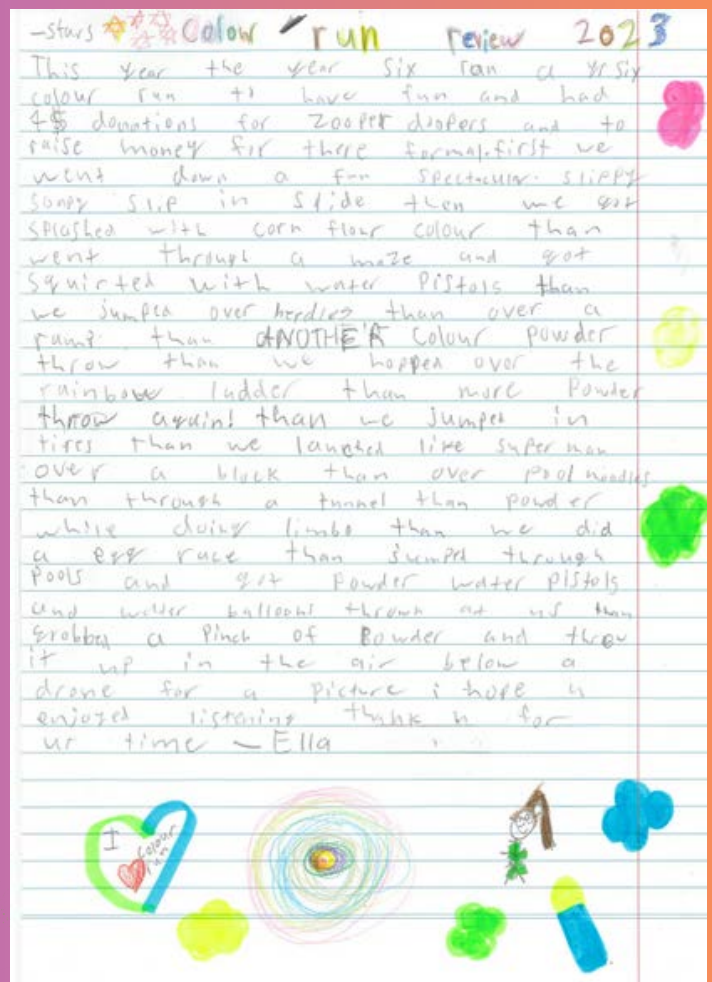 -stars Colour run review 2023
This year the year six ran a yr six
colour run to have fun and had
4$ donations for Zooper doopers and to
raise money for there formal. first we
went down a fun spectacular slippy
soapy slip in slide then we got
splashed with corn flour colour than
went through a maze and got
squirted with water Pistols than
we jumped over herdles than over a
ramp than ANOTHER Colour powder
throw than we hopped over the
rainbow ladder than more Powder
throw again! than we jumped in
tires than we launched like super man
over a block than over pool noodles
than through a tunnel than powder
while doing limbo than we did
a egg race than jumped through
Pools and got Powder water pistols
and water balloons thrown at us than
grobbed a Pinch of Powder and throw
it up in the air below a
drone for a picture i hope u
enjoyed listening thank u for
ur time - Ella
I
colour
run